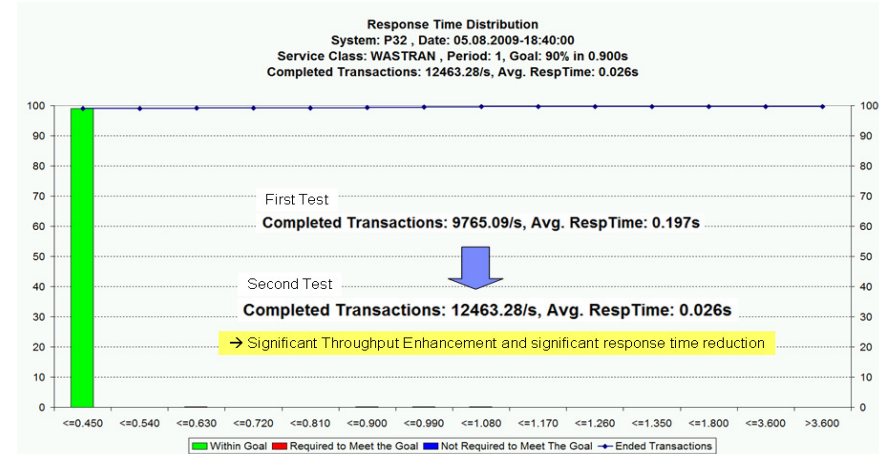 Response Time Distribution
System: P32 , Date: 05.08.2009-18:40:00
Service Class: WASTRAN , Period: 1, Goal: 90% in 0.900s
Completed Transactions: 12463.28/s, Avg. RespTime: 0.026s
100 100
90 90
80 80
70 70
First Test
60 60
Completed Transactions: 9765.09/s, Avg. RespTime: 0.197s
50 50
40 40
Second Test
30 30
Completed Transactions: 12463.28/s, Avg. RespTime: 0.026s
→ Significant Throughput Enhancement and significant response time reduction
20 20
10 10
0 0
<=0.450 <=0.540 <=0.630 <=0.720 <=0.810 <=0.900 <=0.990 <=1.080 <=1.170 <=1.260 <=1.350 <=1.800 <=3.600 >3.600
Within Goal Required to Meet the Goal Not Required to Meet The Goal Ended Transactions